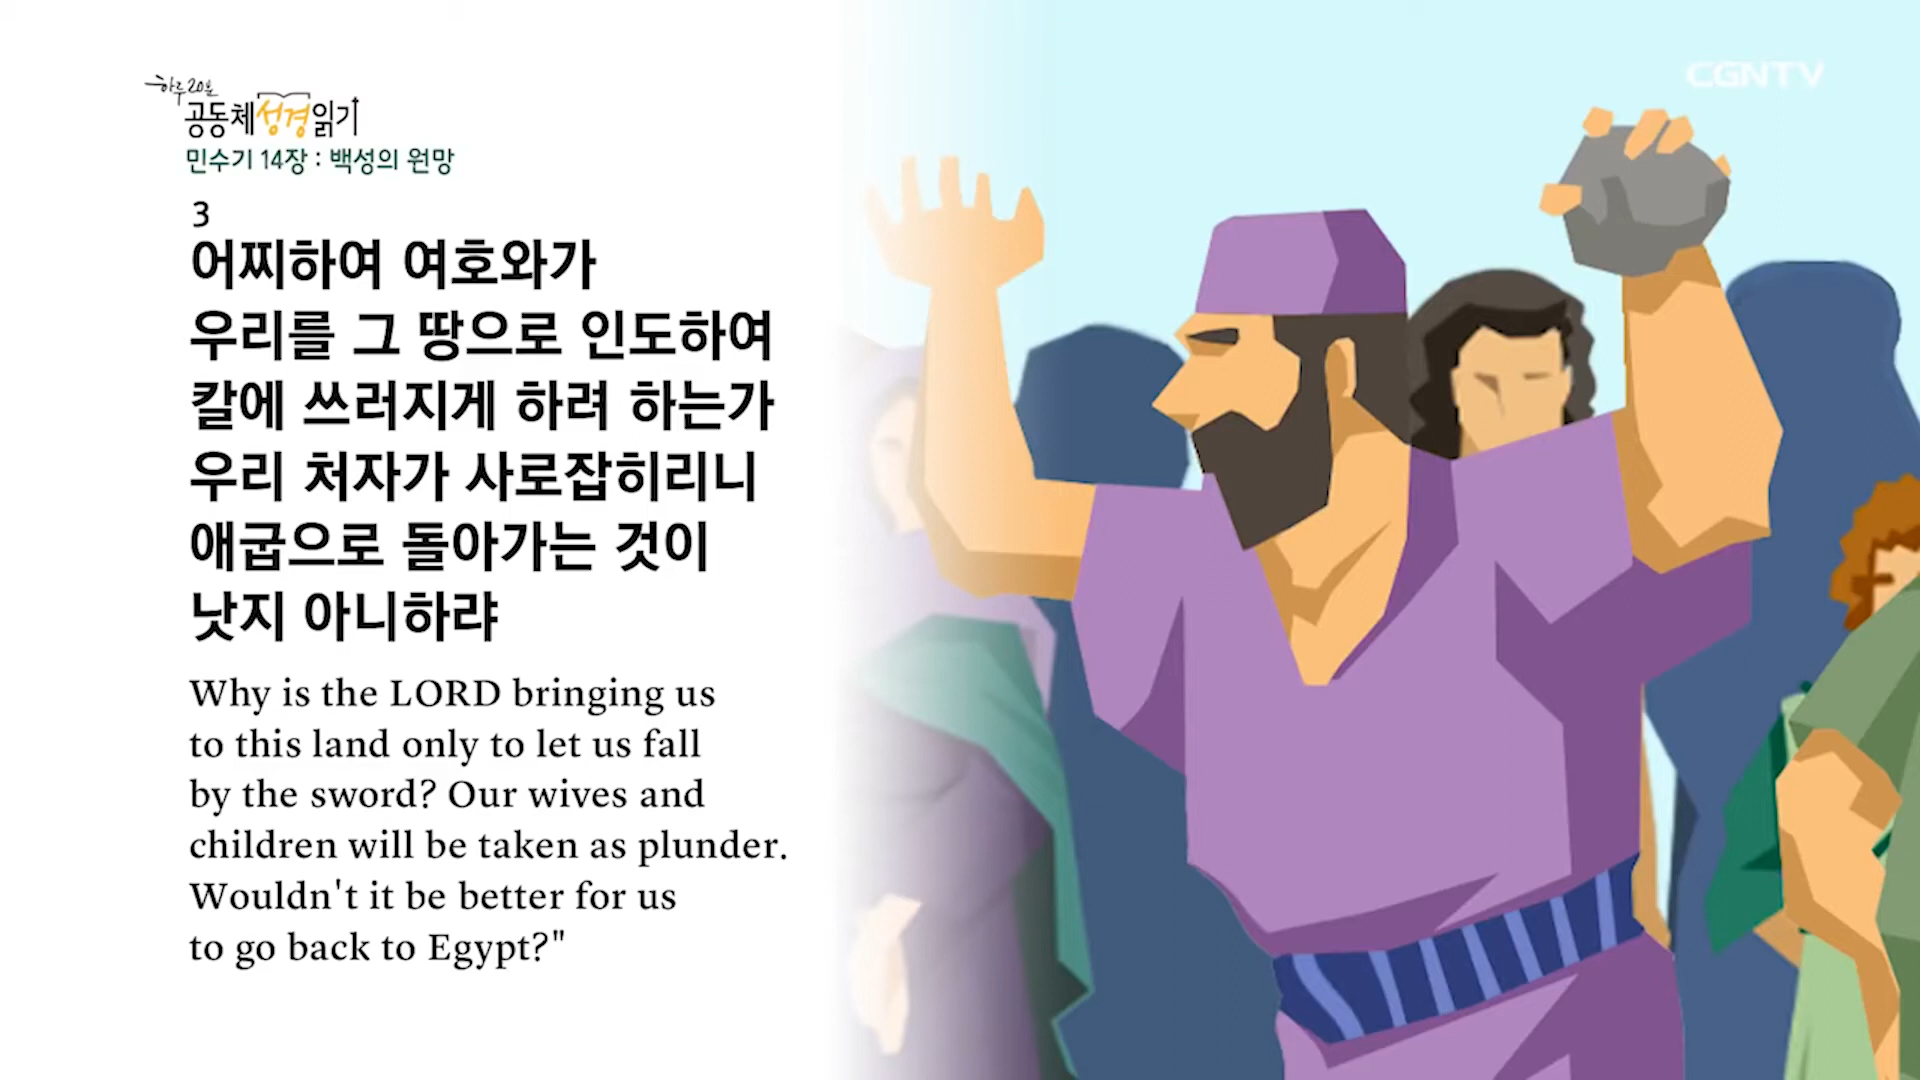 하루 20분
공동체성경읽기
민수기 14장 : 백성의 원망
3
어찌하여 여호와가
우리를 그 땅으로 인도하여
칼에 쓰러지게 하려 하는가
우리 처자가 사로잡히리니
애굽으로 돌아가는 것이
낫지 아니하랴
Why is the LORD bringing us
to this land only to let us fall
by the sword? Our wives and
children will be taken as plunder.
Wouldn't it be better for us
to go back to Egypt?"
CGNTV